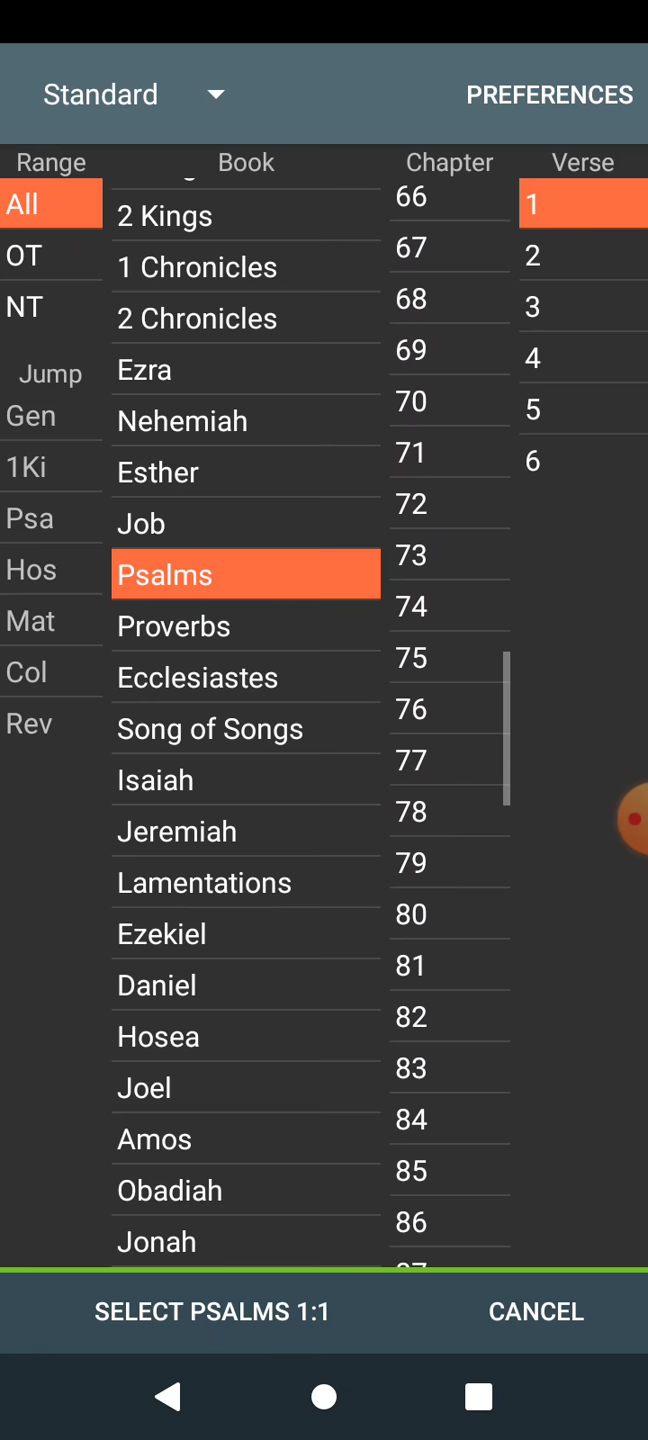 Standard
PREFERENCES
Range
Book
Chapter
Verse
All
OT
NT
Jump
Gen
1Ki
Psa
Hos
Mat
Col
Rev
2 Kings
1 Chronicles
2 Chronicles
Ezra
Nehemiah
Esther
Job
Psalms
Proverbs
Ecclesiastes
Song of Songs
Isaiah
Jeremiah
Lamentations
Ezekiel
Daniel
Hosea
Joel
Amos
Obadiah
Jonah
66
67
68
69
70
71
72
73
74
75
76
77
78
79
80
81
82
83
84
85
86
1
2
3
4
5
6
SELECT PSALMS 1:1
CANCEL